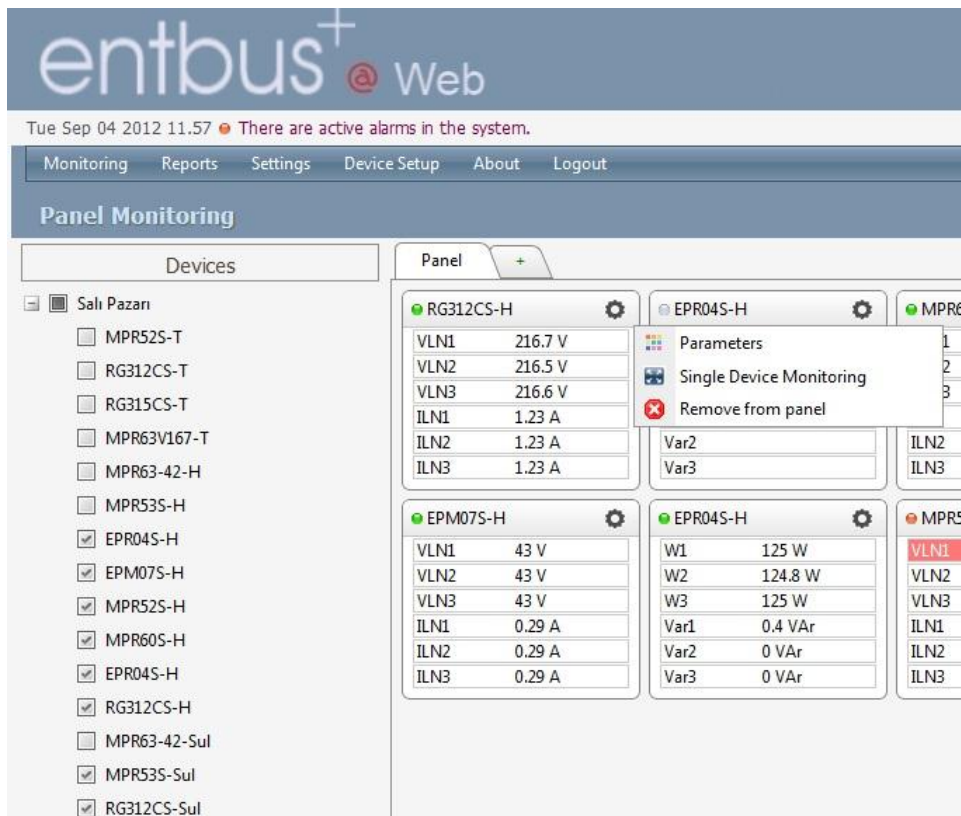 entbus+@ Web
Tue Sep 04 2012 11.57 There are active alarms in the system.
Monitoring Reports Settings Device Setup About Logout
Panel Monitoring
Devices
Salı Pazarı
MPR52S-T
RG312CS-T
RG315CS-T
MPR63V167-T
MPR63-42-H
MPR53S-H
EPR04S-H
EPM07S-H
MPR52S-H
MPR60S-H
EPR04S-H
RG312CS-H
MPR63-42-Sul
MPR53S-Sul
RG312CS-Sul
Panel +
RG312CS-H
VLN1 216.7 V
VLN2 216.5 V
VLN3 216.6 V
ILN1 1.23 A
ILN2 1.23 A
ILN3 1.23 A
EPR04S-H
Parameters
Single Device Monitoring
Remove from panel
Var2
Var3
MPR6
1
2
3
ILN2
ILN3
EPM07S-H
VLN1 43 V
VLN2 43 V
VLN3 43 V
ILN1 0.29 A
ILN2 0.29 A
ILN3 0.29 A
EPR04S-H
W1 125 W
W2 124.8 W
W3 125 W
Var1 0.4 VAr
Var2 0 VAr
Var3 0 VAr
MPR5
VLN1
VLN2
VLN3
ILN1
ILN2
ILN3